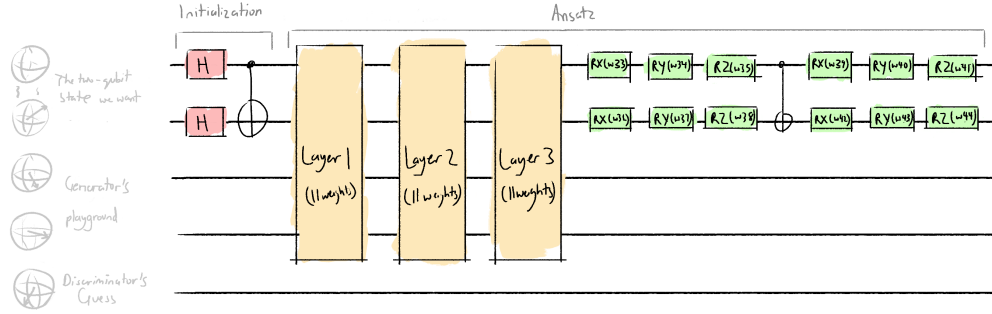 Initialization
Ansatz
H
RX(w33) RY(w34) RZ(w35) RX(w39) RY(w40) RZ(w41)
The two-qubit
state we want
H
RX(w36) RY(w37) RZ(w38) RX(w42) RY(w43) RZ(w44)
Layer 1
(11 weights)
Layer 2
(11 weights)
Layer 3
(11 weights)
Generator's
playground
Discriminator's
Guess